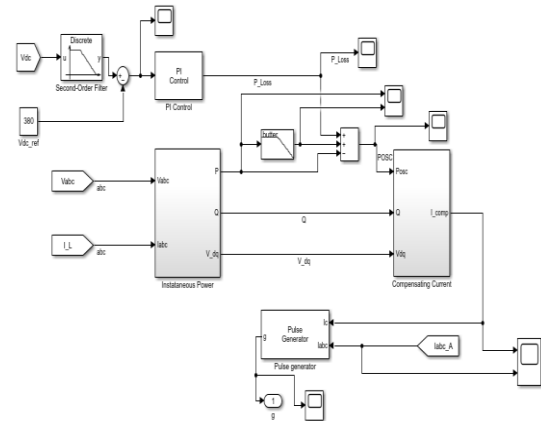 Discrete
Vdc
u
y
Second-Order Filter
+
-
PI
Control
PI Control
P_Loss
P_Loss
380
Vdc_ref
butter
+
+
-
POSC
Vabc
abc
Vabc
P
Posc
I_comp
Q
Q
Q
I_L
abc
Iabc
V_dq
V_dq
Vdq
Instataneous Power
Compensating Current
g
Pulse
Generator
Ic
Iabc
Iabc_A
Pulse generator
1
g